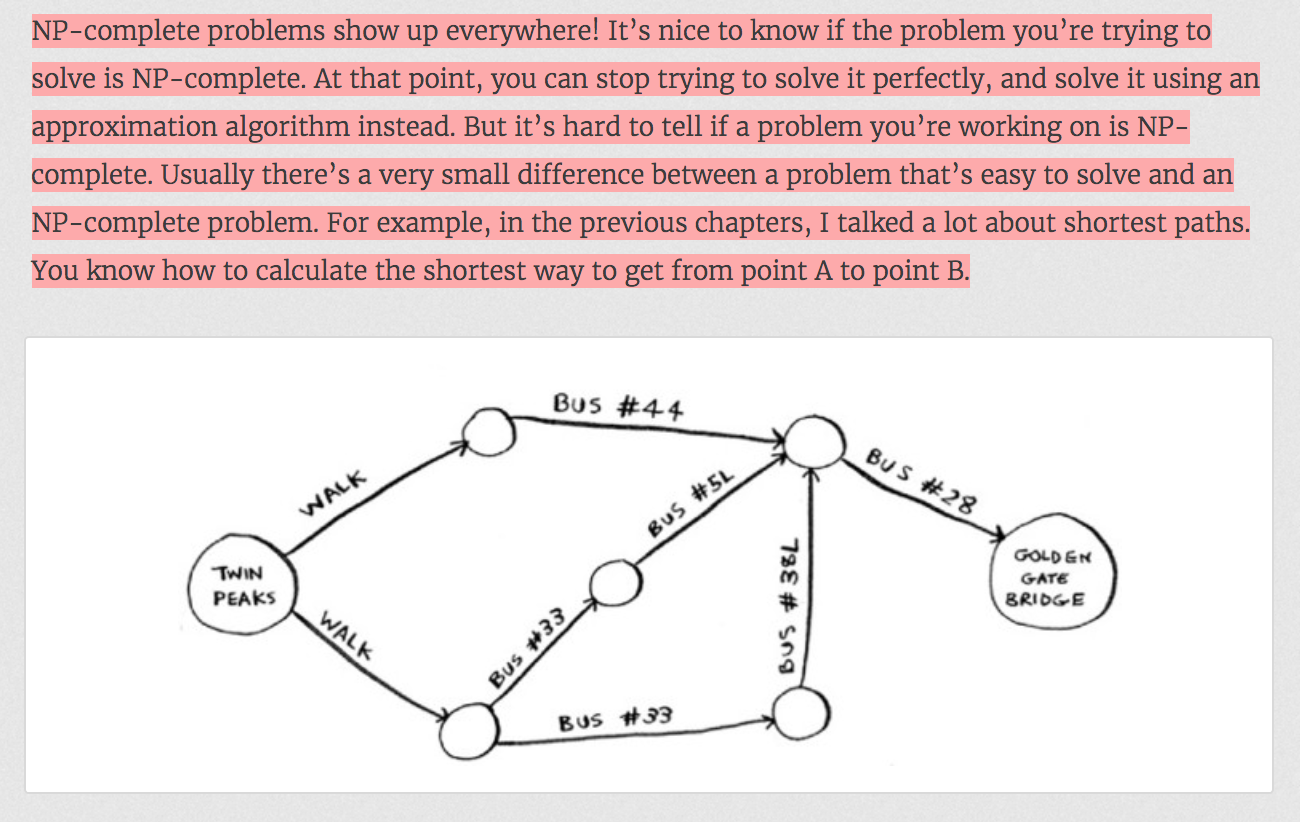 NP-complete problems show up everywhere! It’s nice to know if the problem you’re trying to
solve is NP-complete. At that point, you can stop trying to solve it perfectly, and solve it using an
approximation algorithm instead. But it’s hard to tell if a problem you’re working on is NP-
complete. Usually there’s a very small difference between a problem that’s easy to solve and an
NP-complete problem. For example, in the previous chapters, I talked a lot about shortest paths.
You know how to calculate the shortest way to get from point A to point B.
BUS #44
WALK
BUS #5L
BUS #28
TWIN
PEAKS
GOLDEN
GATE
BRIDGE
WALK
BUS #33
BUS #38L
BUS #33